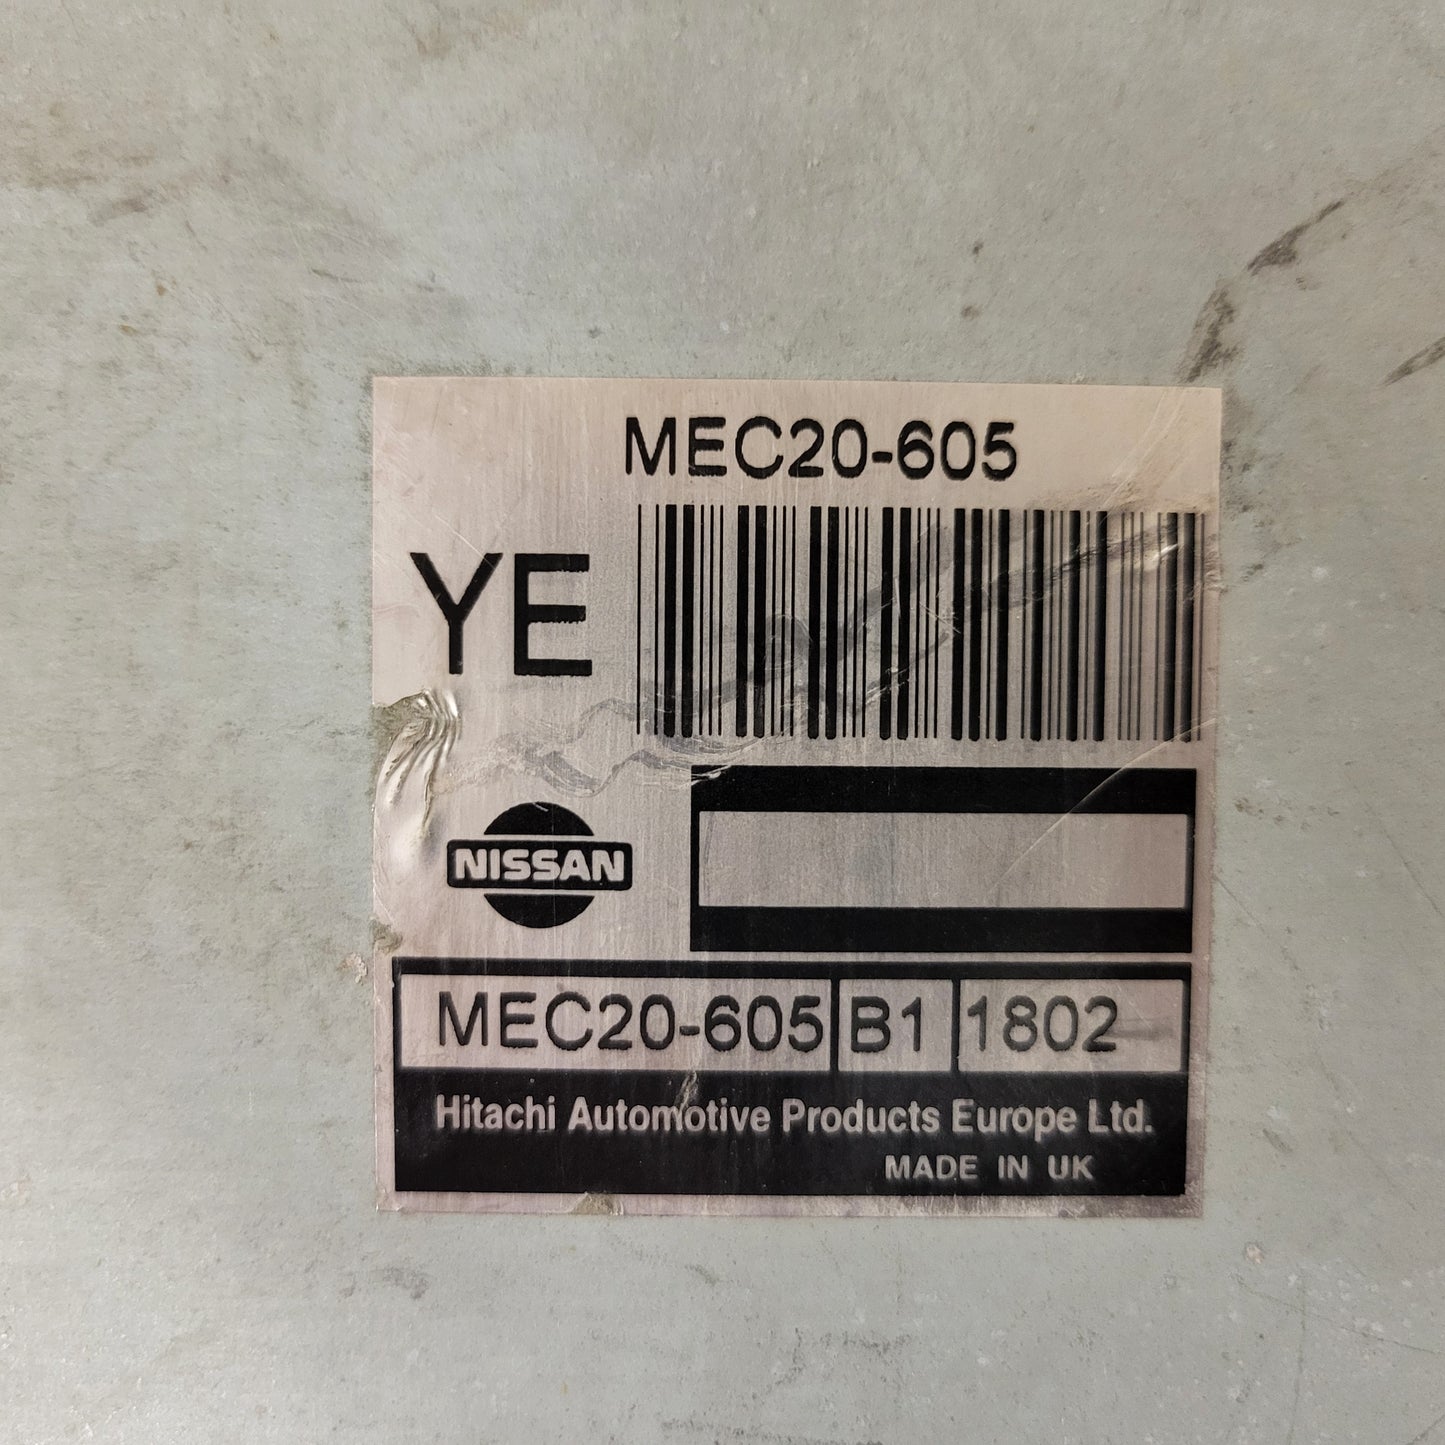 MEC20-605
YE
NISSAN
MEC20-605 B1 1802
Hitachi Automotive Products Europe Ltd.
MADE IN UK